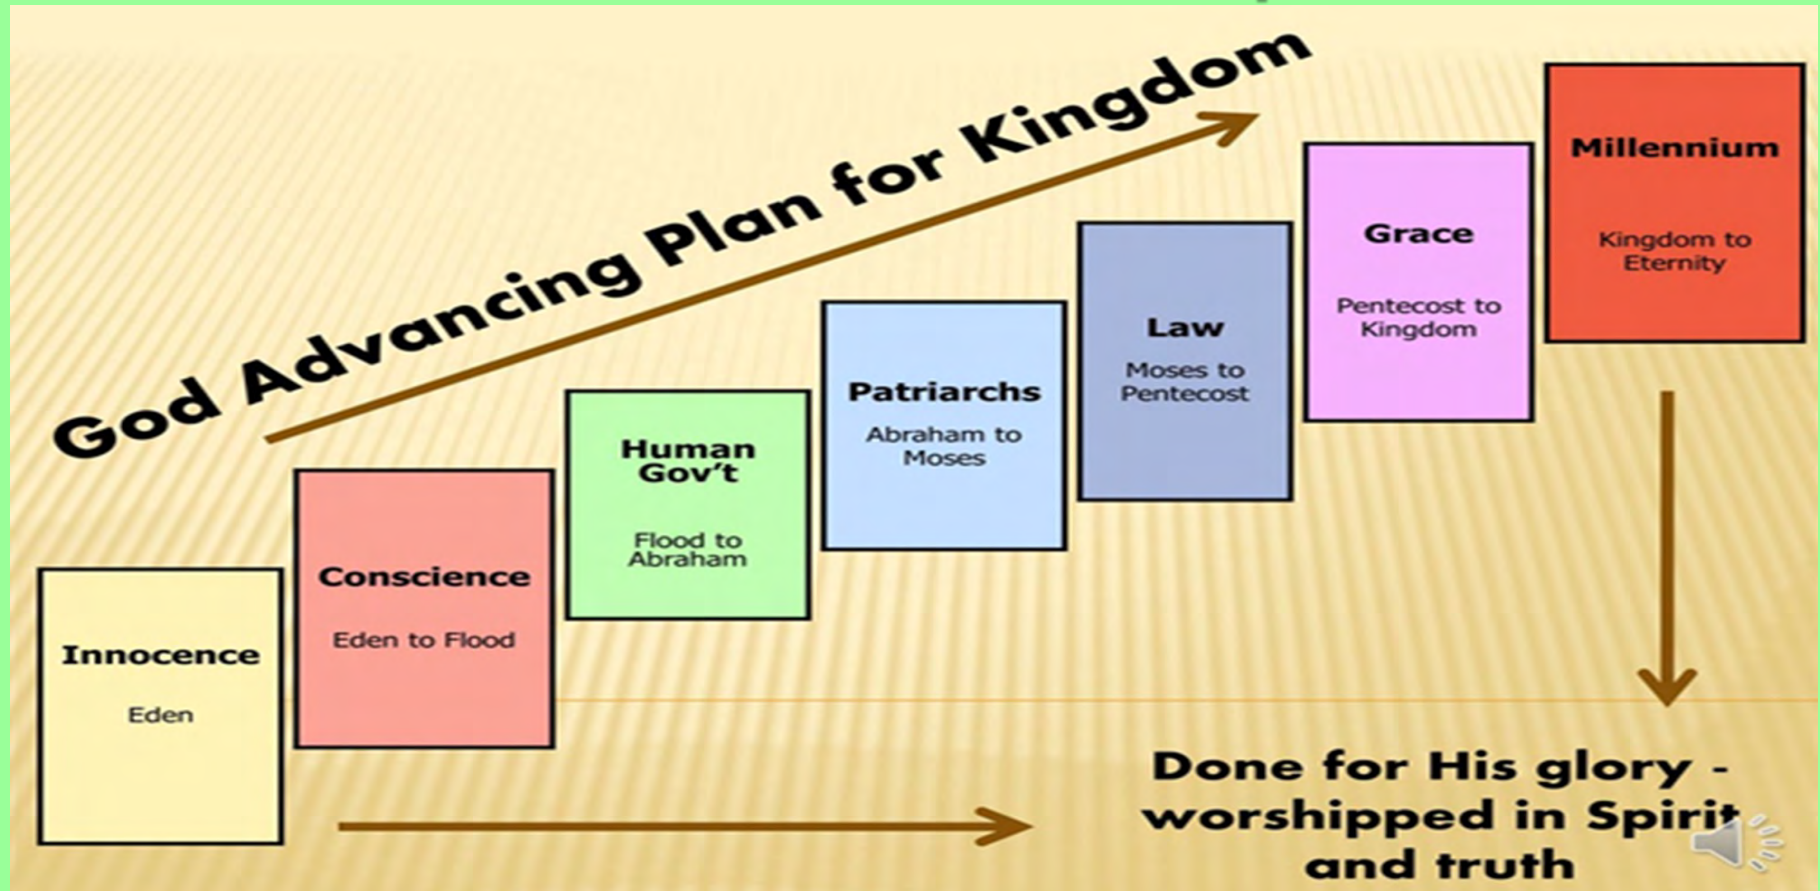 God Advancing Plan for Kingdom
Innocence
Eden
Conscience
Eden to Flood
Human
Gov't
Flood to
Abraham
Patriarchs
Abraham to
Moses
Law
Moses to
Pentecost
Grace
Pentecost to
Kingdom
Millennium
Kingdom to
Eternity
Done for His glory -
worshipped in Spirit
and truth